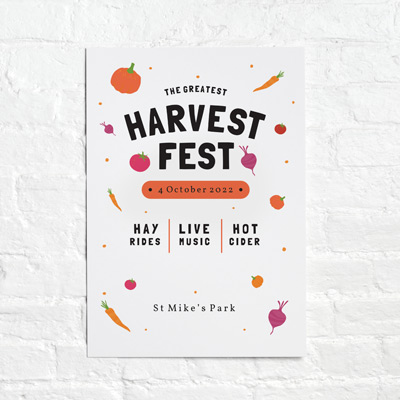 THE GREATEST
HARVEST
FEST
• 4 October 2022 •
HAY RIDES | LIVE MUSIC | HOT CIDER
St Mike's Park